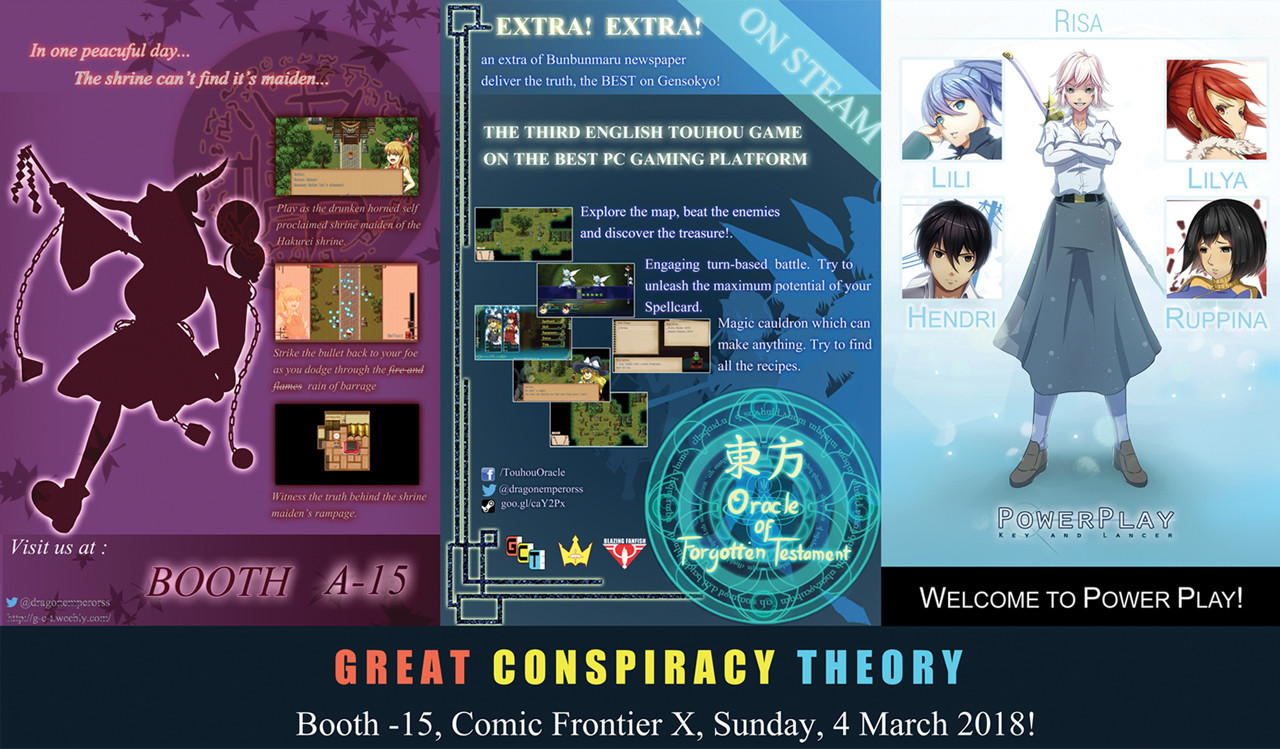 In one peacuful day...
The shrine can't find it's maiden...
Play as the drunken horned self
proclaimed shrine maiden of the
Hakurei shrine.
Strike the bullet back to your foe
as you dodge through the fire and
flames rain of barrage
Witness the truth behind the shrine
maiden's rampage.
Visit us at :
BOOTH A-15
@dragonemperorss
http://g-c-t.weebly.com/
EXTRA! EXTRA!
an extra of Bunbunmaru newspaper
deliver the truth, the BEST on Gensokyo!
ON STEAM
THE THIRD ENGLISH TOUHOU GAME
ON THE BEST PC GAMING PLATFORM
Explore the map, beat the enemies
and discover the treasure!.
Engaging turn-based battle. Try to
unleash the maximum potential of your
Spellcard.
Magic cauldron which can
make anything. Try to find
all the recipes.
/TouhouOracle
@dragonemperorss
goo.gl/caY2Px
GCT
BLAZING FANFISH
東方
Oracle
of
Forgotten Testament
RISA
LILI
LILYA
HENDRI
RUPPINA
POWERPLAY
KEY AND LANCER
WELCOME TO POWER PLAY!
GREAT CONSPIRACY THEORY
Booth -15, Comic Frontier X, Sunday, 4 March 2018!